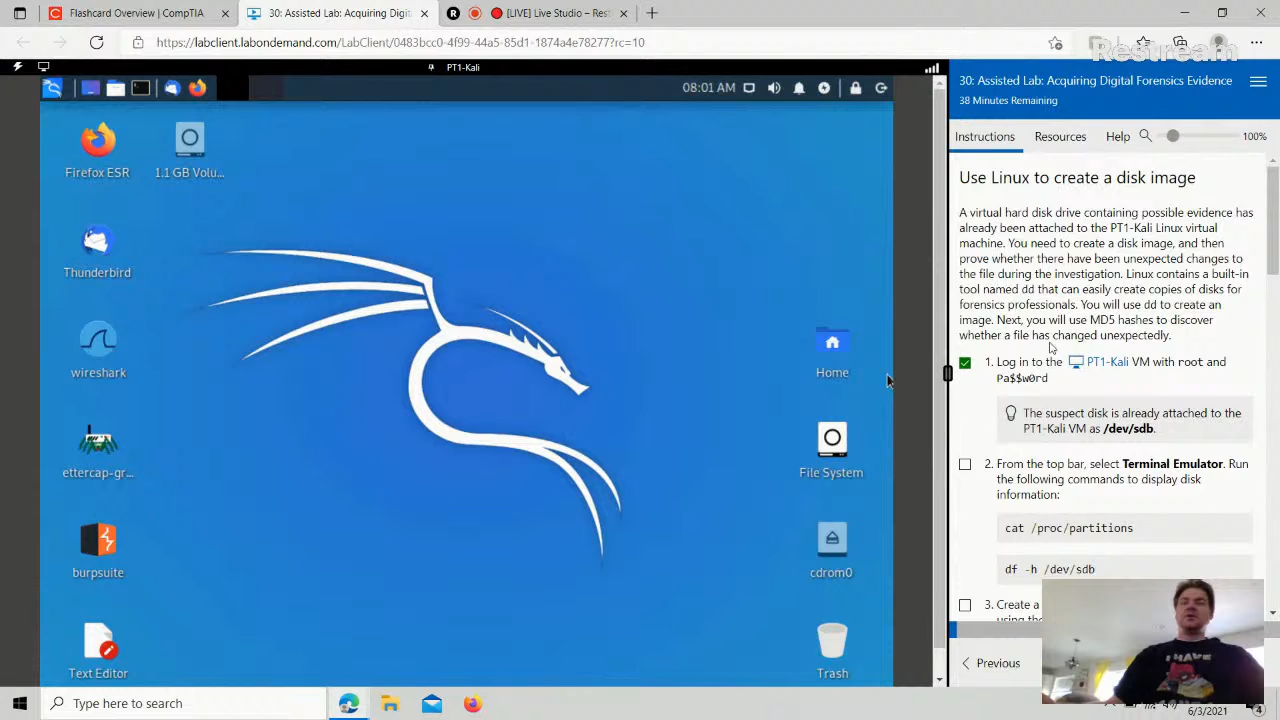 Flashcard Overview | CompTIA
30: Assisted Lab: Acquiring Digit
R
[LIVE] Live Studio – Rest
https://labclient.labondemand.com/LabClient/0483bcc0-4f99-44a5-85d1-1874a4e78277?rc=10
Restream
PT1-Kali
08:01 AM
Firefox ESR
1.1 GB Volu...
Thunderbird
wireshark
ettercap-gr...
burpsuite
Text Editor
Home
File System
cdrom0
Trash
30: Assisted Lab: Acquiring Digital Forensics Evidence
38 Minutes Remaining
Instructions
Resources
Help
100%
Use Linux to create a disk image
A virtual hard disk drive containing possible evidence has
already been attached to the PT1-Kali Linux virtual
machine. You need to create a disk image, and then
prove whether there have been unexpected changes to
the file during the investigation. Linux contains a built-in
tool named dd that can easily create copies of disks for
forensics professionals. You will use dd to create an
image. Next, you will use MD5 hashes to discover
whether a file has changed unexpectedly.
1. Log in to the PT1-Kali VM with root and
Pa$$w0rd
The suspect disk is already attached to the
PT1-Kali VM as /dev/sdb.
2. From the top bar, select Terminal Emulator. Run
the following commands to display disk
information:
cat /proc/partitions
df -h /dev/sdb
3. Create a
using the
Previous
I HAVE
Type here to search
6/3/2021
4